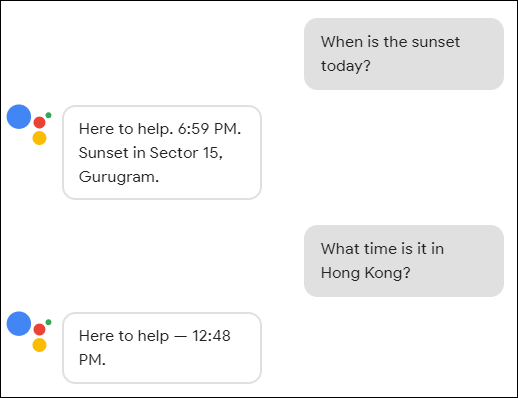 When is the sunset
today?
Here to help. 6:59 PM.
Sunset in Sector 15,
Gurugram.
What time is it in
Hong Kong?
Here to help — 12:48
PM.